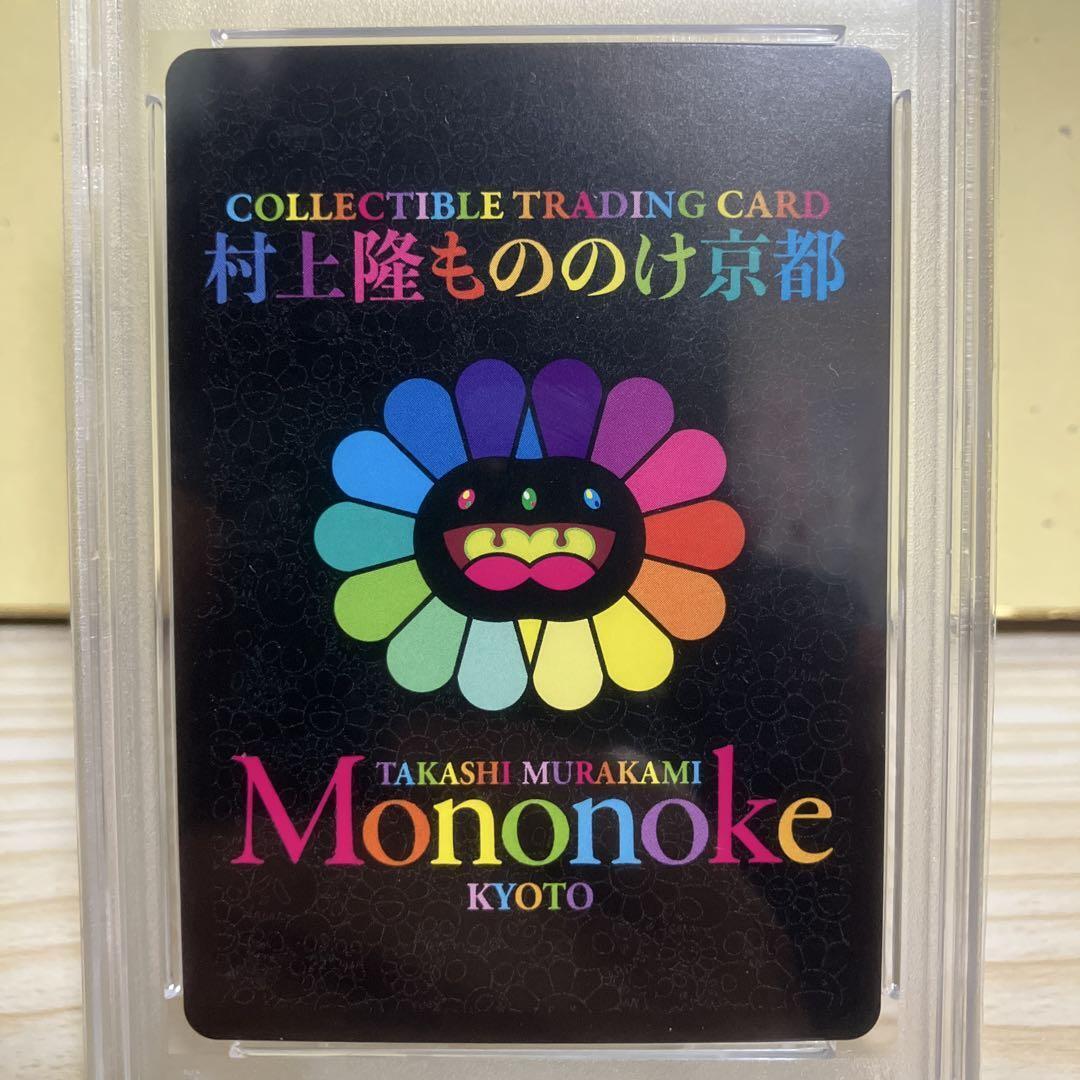 COLLECTIBLE TRADING CARD
村上隆もののけ京都
TAKASHI MURAKAMI
Mononoke
KYOTO